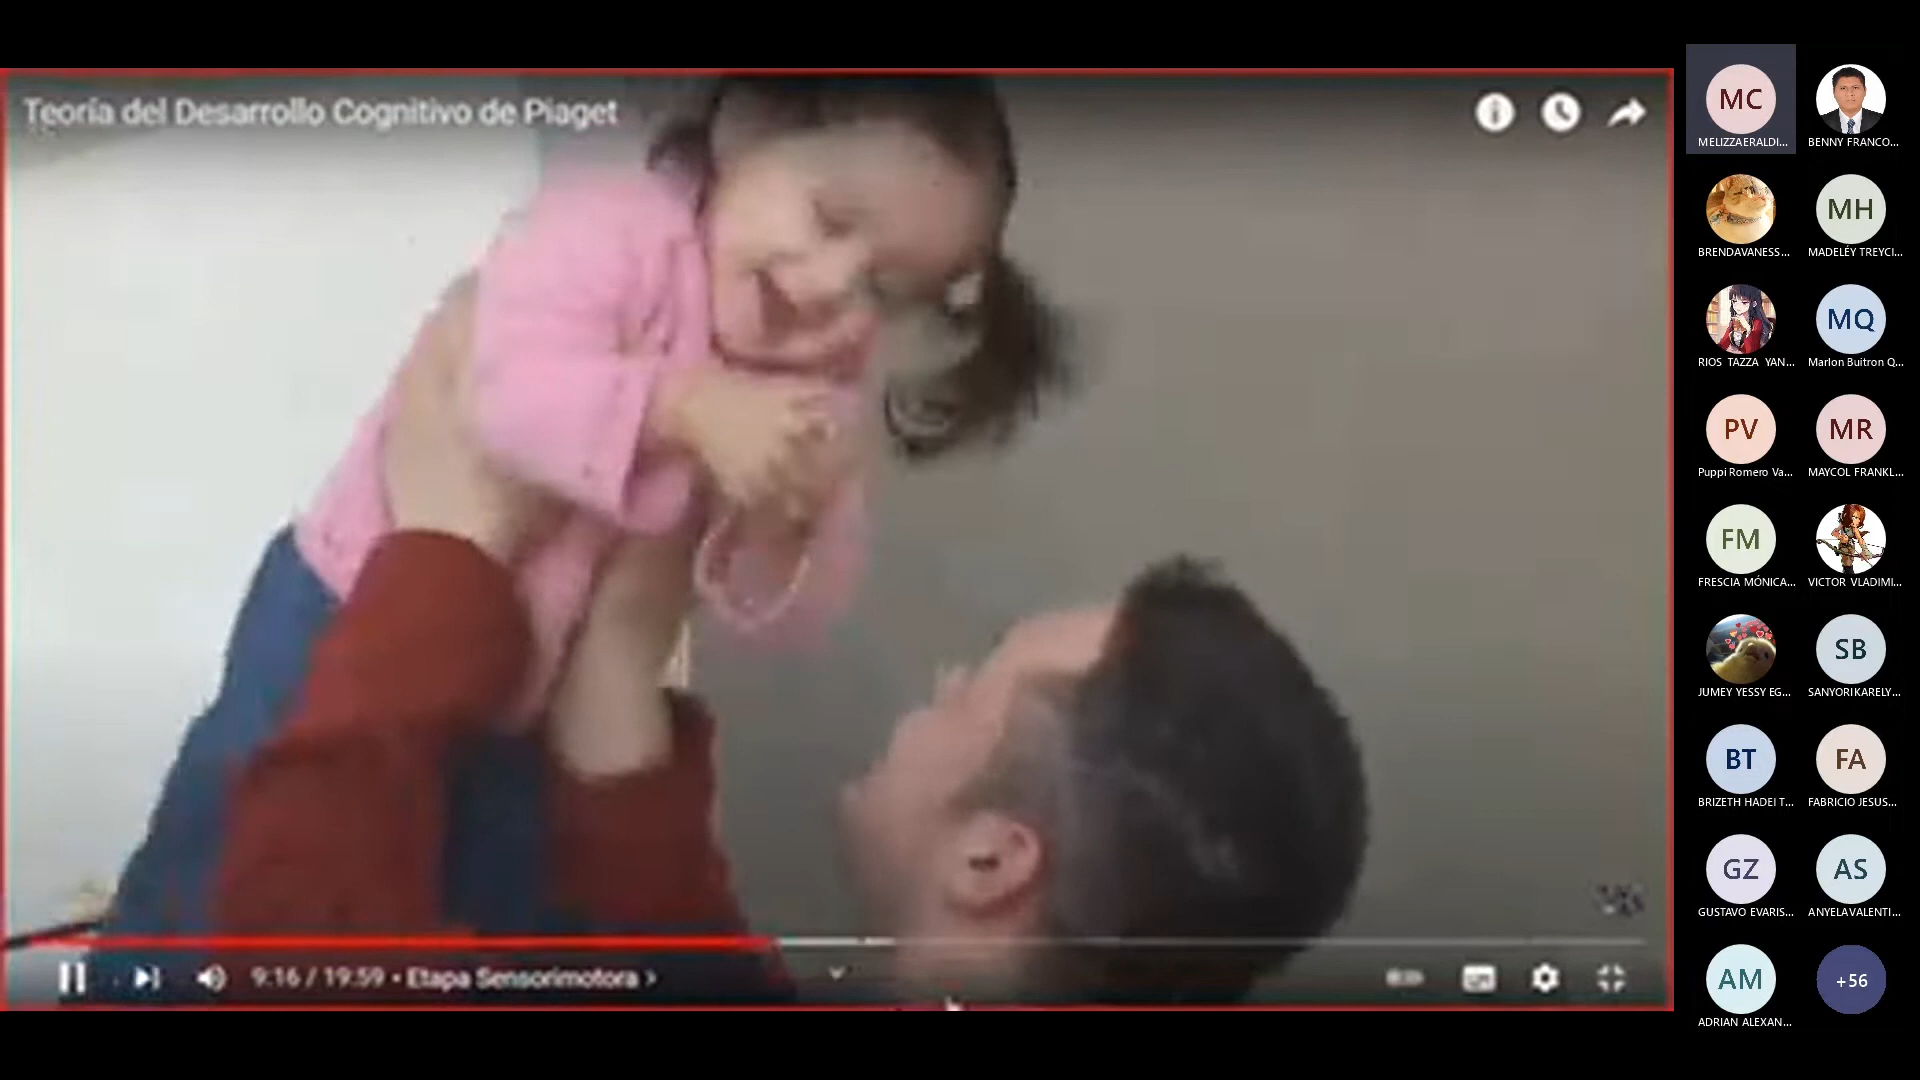 Teoría del Desarrollo Cognitivo de Piaget
9:16 / 19:59 • Etapa Sensorimotora >
MC
MELIZZAERALDI...
BENNY FRANCO...
BRENDAVANESS...
MH
MADELÉY TREYCI...
RIOS TAZZA YAN...
MQ
Marlon Buitron Q...
PV
Puppi Romero Va...
MR
MAYCOL FRANKL...
FM
FRESCIA MÓNICA...
VICTOR VLADIMI...
JUMEY YESSY EG...
SB
SANYORIKARELY...
BT
BRIZETH HADEI T...
FA
FABRICIO JESUS...
GZ
GUSTAVO EVARIS...
AS
ANYELAVALENTI...
AM
ADRIAN ALEXAN...
+56